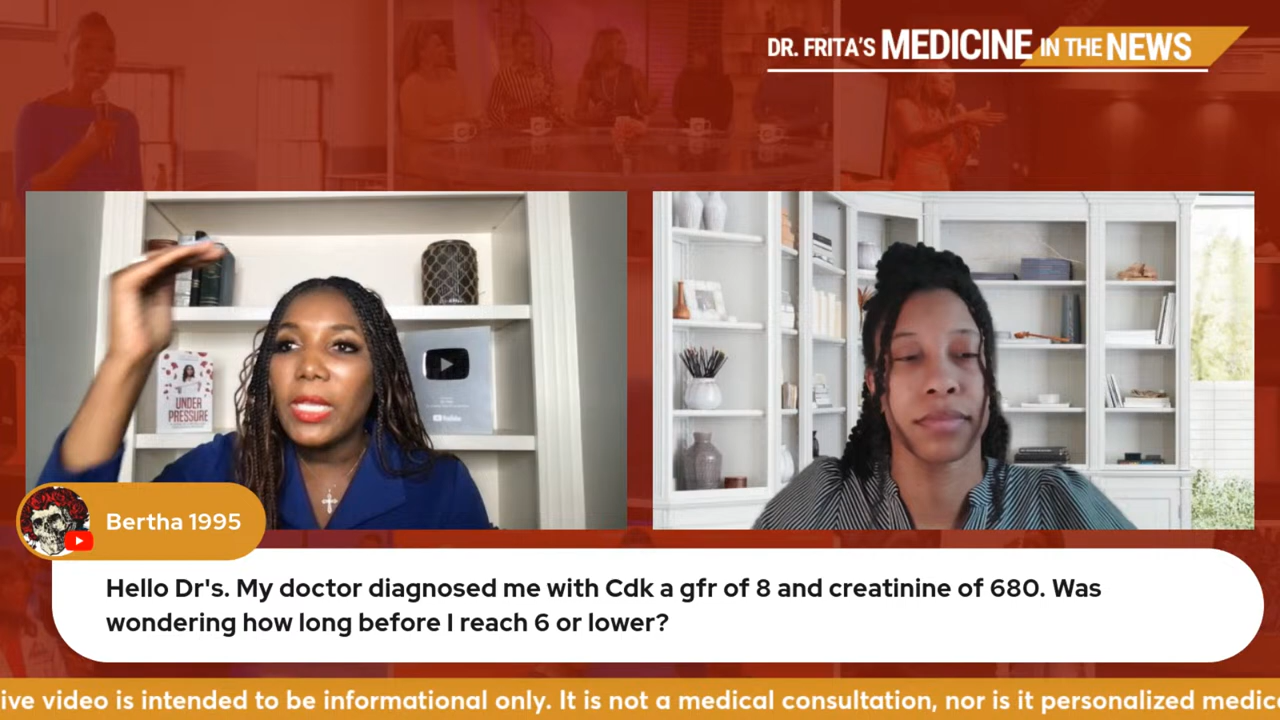 DR. FRITA'S MEDICINE IN THE NEWS
UNDER
PRESSURE
YouTube
Bertha 1995
Hello Dr's. My doctor diagnosed me with Cdk a gfr of 8 and creatinine of 680. Was
wondering how long before I reach 6 or lower?
ive video is intended to be informational only. It is not a medical consultation, nor is it personalized medic